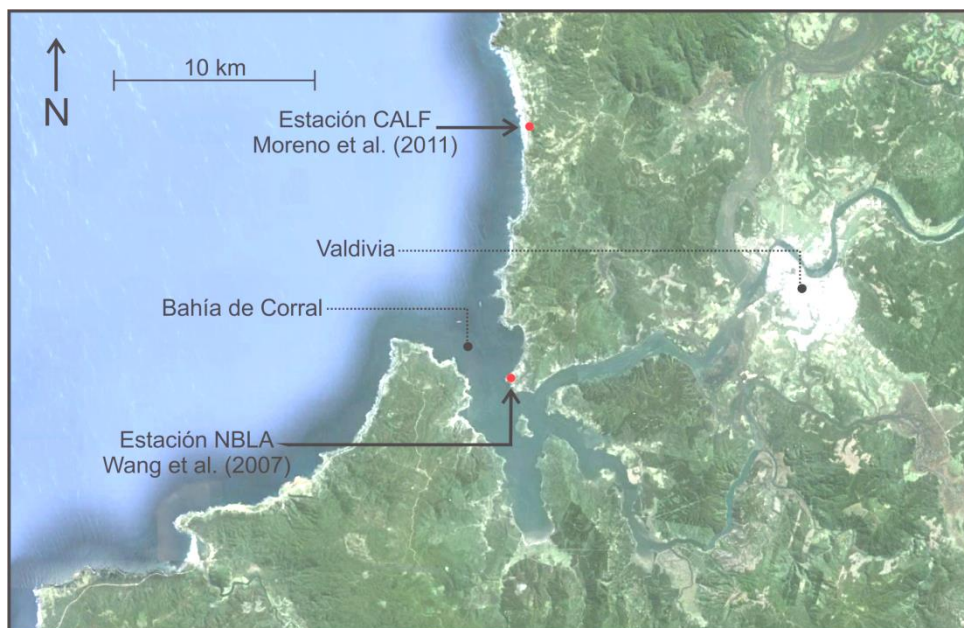 10 km
N
Estación CALF
Moreno et al. (2011)
Valdivia
Bahía de Corral
Estación NBLA
Wang et al. (2007)